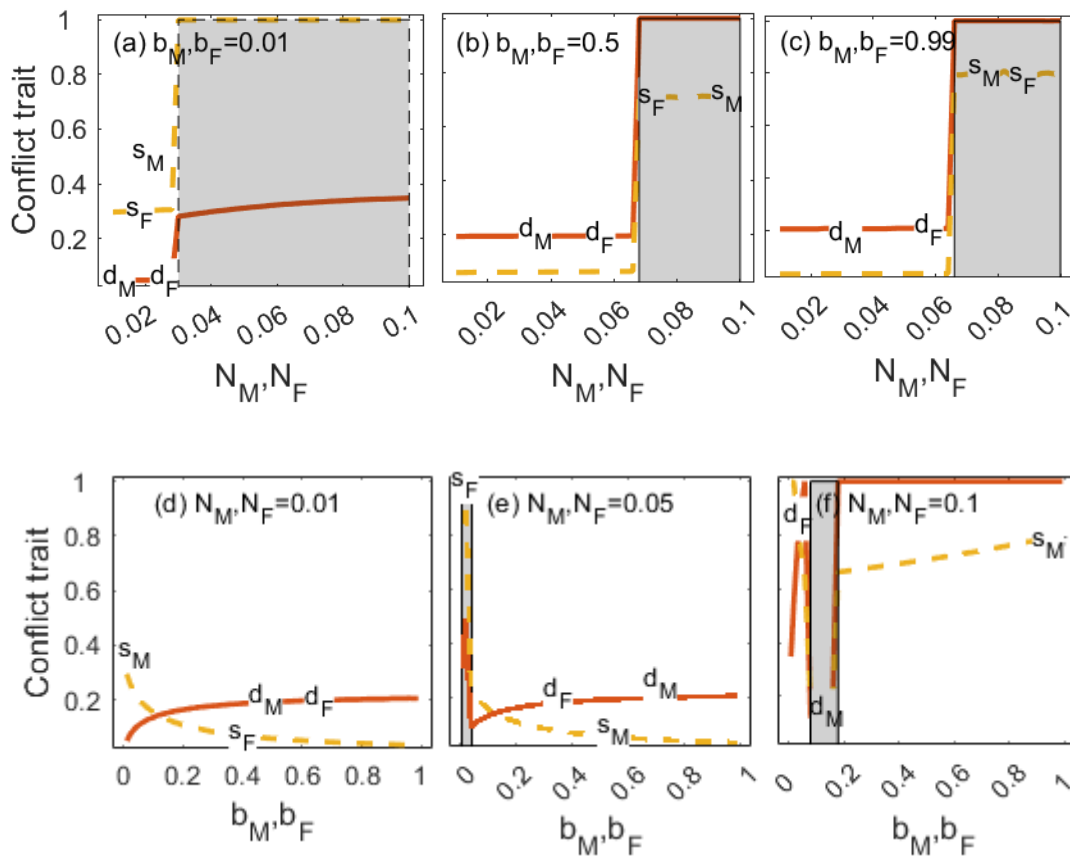 Conflict trait
1
0.8
0.6
0.4
0.2
(a) b_M,b_F=0.01
s_M
s_F
d_M d_F
0.02
0.04
0.06
0.08
0.1
N_M,N_F
(b) b_M,b_F=0.5
s_F s_M
d_M d_F
0.02
0.04
0.06
0.08
0.1
N_M,N_F
(c) b_M,b_F=0.99
s_M s_F
d_M d_F
0.02
0.04
0.06
0.08
0.1
N_M,N_F
Conflict trait
1
0.8
0.6
0.4
0.2
(d) N_M,N_F=0.01
s_M
d_M d_F
s_F
0
0.2
0.4
0.6
0.8
1
b_M,b_F
s_F
(e) N_M,N_F=0.05
d_F d_M
s_M
0
0.2
0.4
0.6
0.8
1
b_M,b_F
d_F
(f) N_M,N_F=0.1
s_M
d_M
0
0.2
0.4
0.6
0.8
1
b_M,b_F